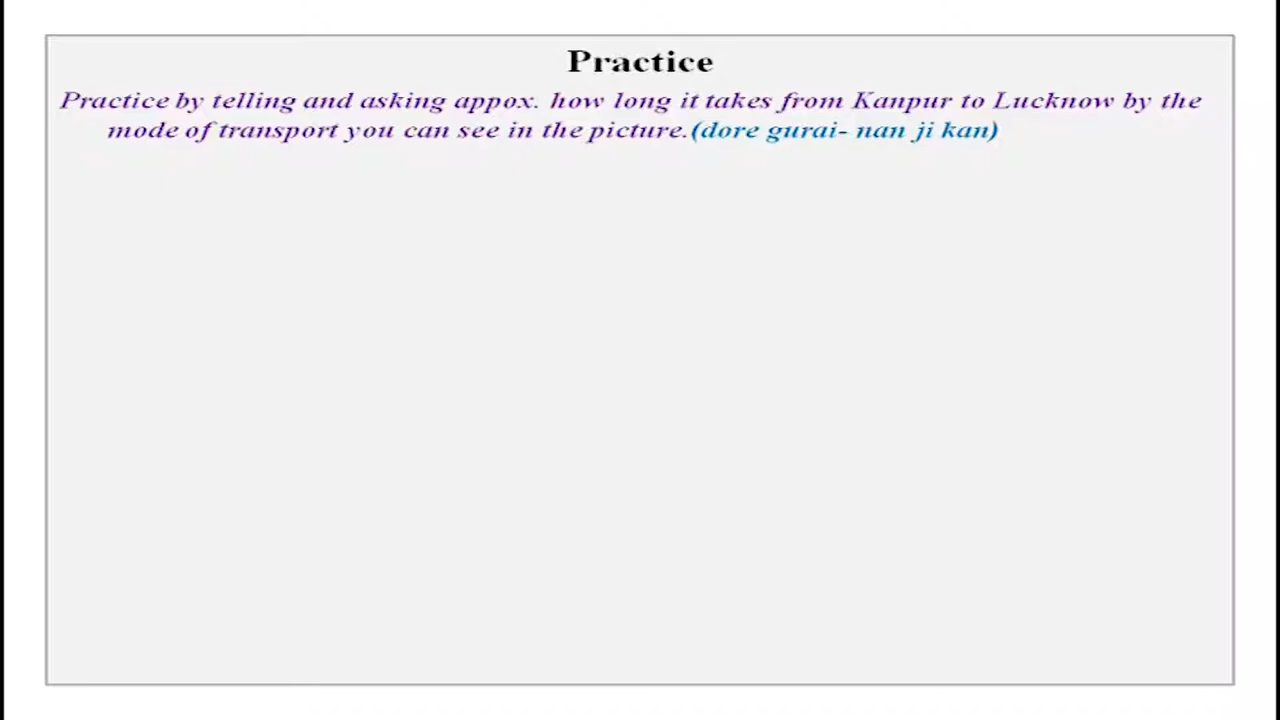 Practice
Practice by telling and asking appox. how long it takes from Kanpur to Lucknow by the
mode of transport you can see in the picture.(dore gurai- nan ji kan)